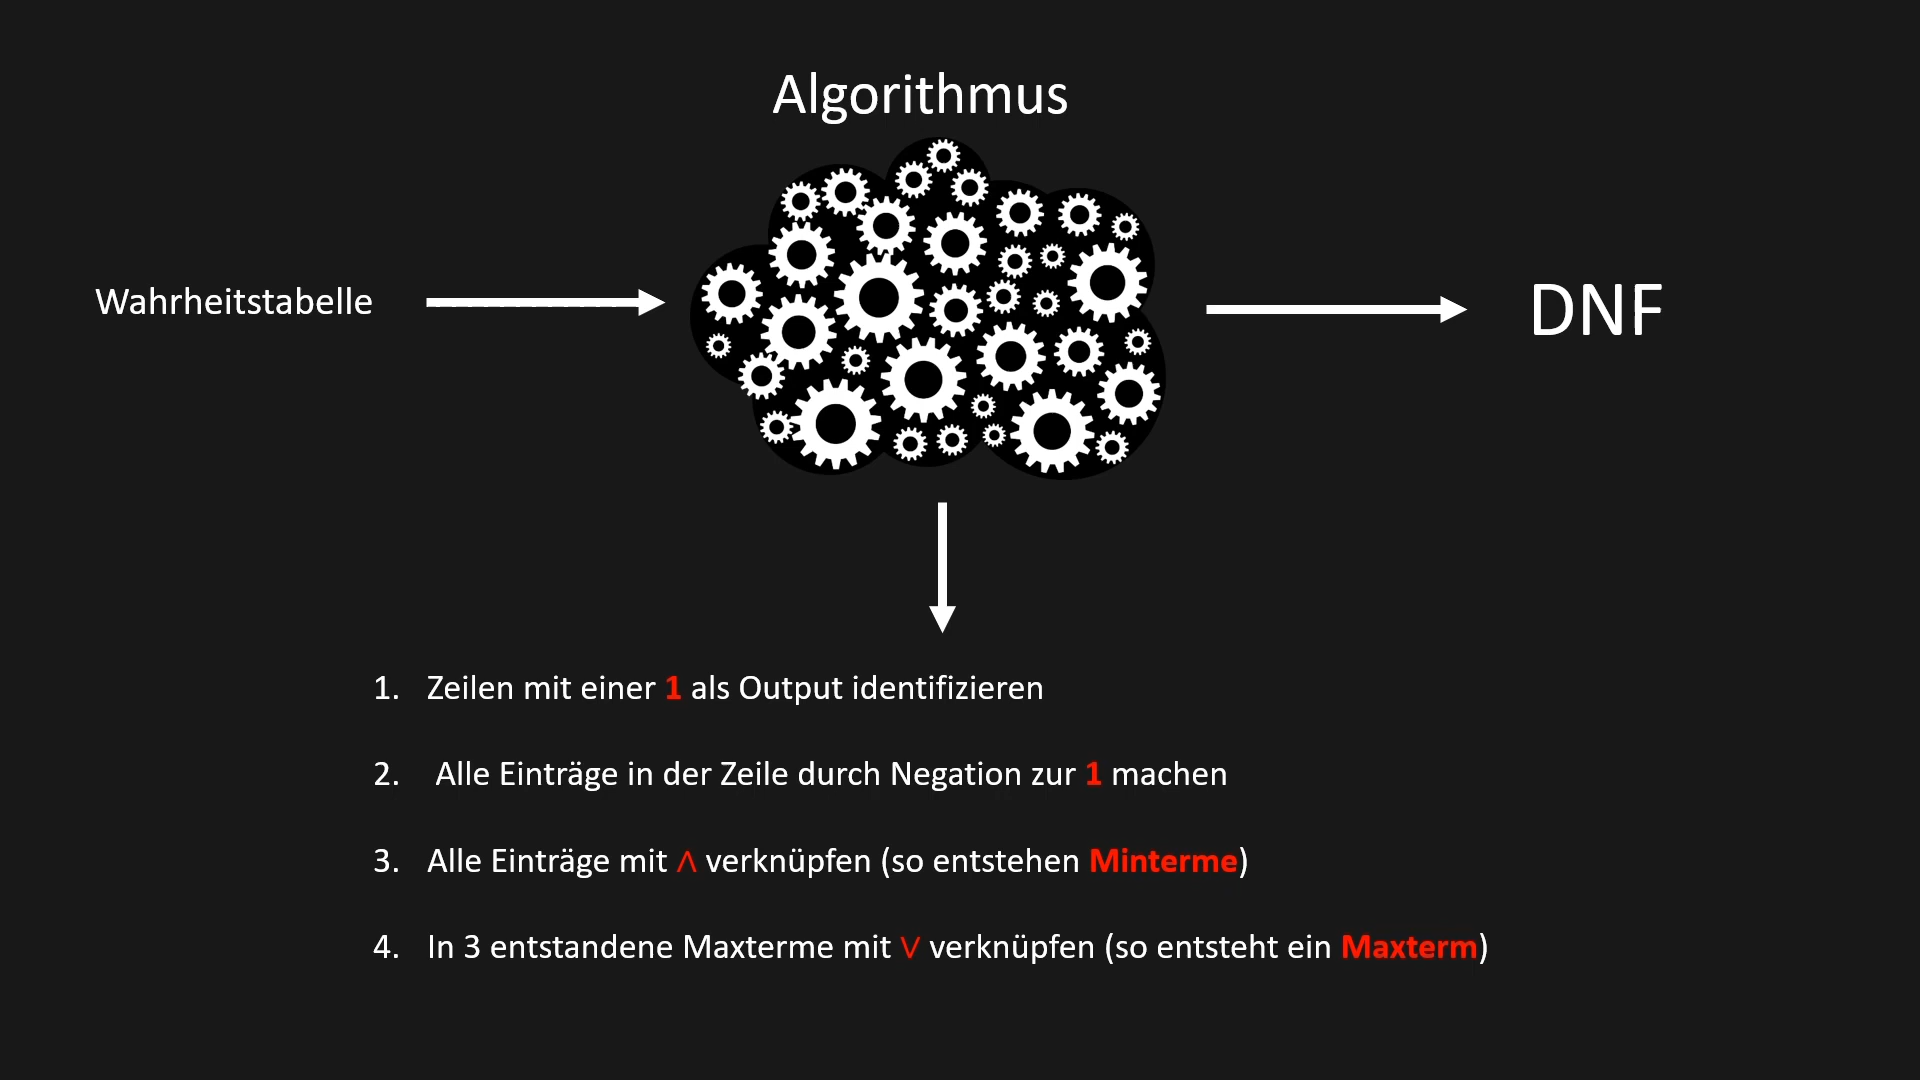 Algorithmus
Wahrheitstabelle
DNF
1. Zeilen mit einer 1 als Output identifizieren
2. Alle Einträge in der Zeile durch Negation zur 1 machen
3. Alle Einträge mit ∧ verknüpfen (so entstehen Minterme)
4. In 3 entstandene Maxterme mit ∨ verknüpfen (so entsteht ein Maxterm)